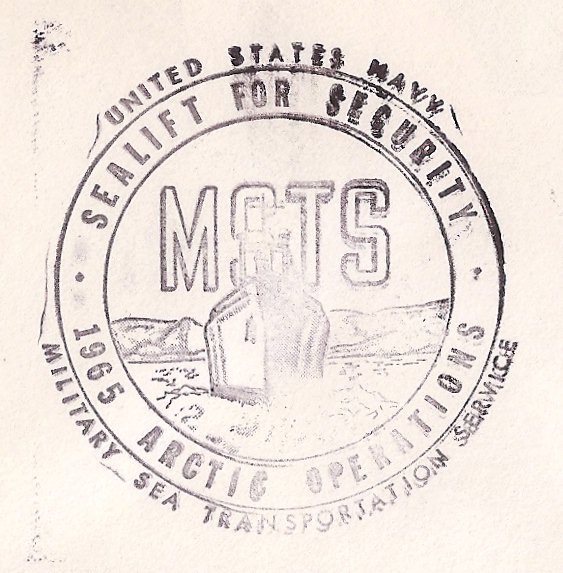 UNITED STATES NAVY
SEALIFT FOR SECURITY
MSTS
· 1965 ARCTIC OPERATIONS ·
MILITARY SEA TRANSPORTATION SERVICE